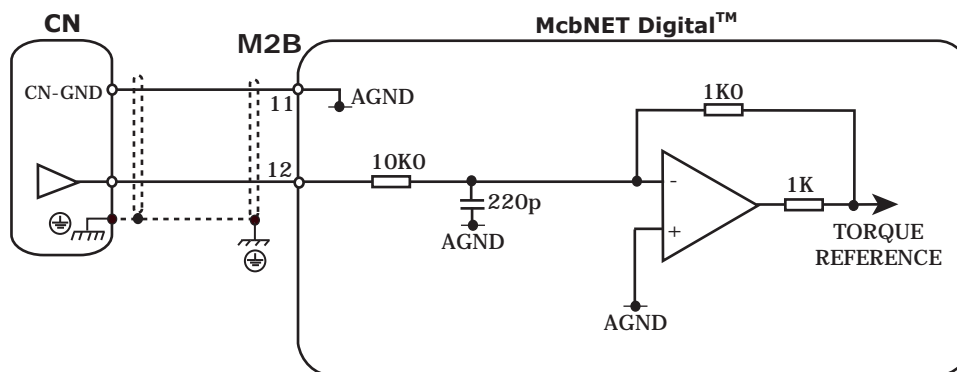 CN
M2B
McbNET Digital™
CN-GND
11
AGND
1K0
12
10K0
-
1K
220p
AGND
+
TORQUE
REFERENCE
AGND